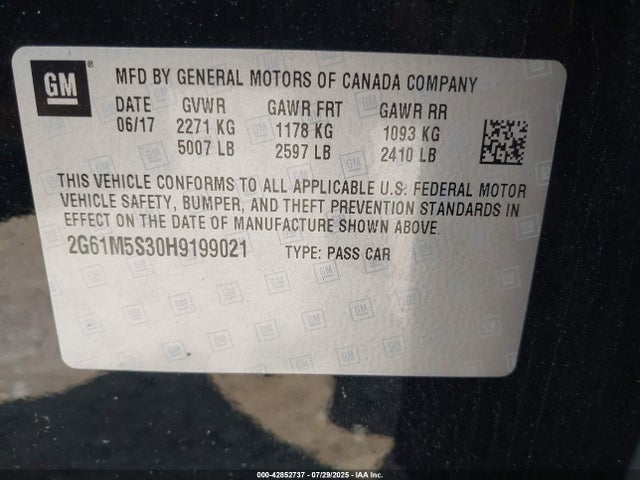 GM ®
MFD BY GENERAL MOTORS OF CANADA COMPANY
DATE GVWR GAWR FRT GAWR RR
06/17 2271 KG 1178 KG 1093 KG
5007 LB 2597 LB 2410 LB
THIS VEHICLE CONFORMS TO ALL APPLICABLE U.S. FEDERAL MOTOR
VEHICLE SAFETY, BUMPER, AND THEFT PREVENTION STANDARDS IN
EFFECT ON THE DATE OF MANUFACTURE SHOWN ABOVE.
2G61M5S30H9199021 TYPE: PASS CAR
000-42852737 - 07/29/2025 - IAA Inc.